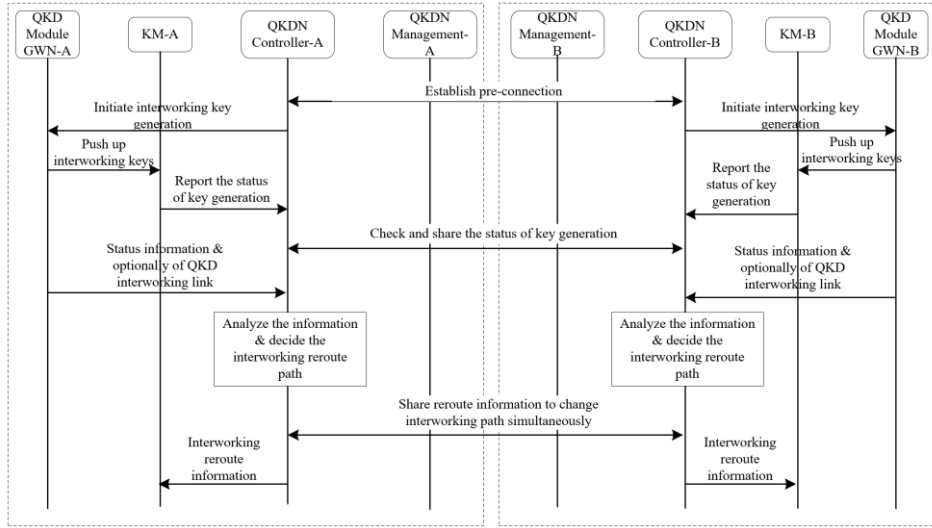 QKD
Module
GWN-A
KM-A
QKDN
Controller-A
QKDN
Management-
A
QKDN
Management-
B
QKDN
Controller-B
KM-B
QKD
Module
GWN-B
Establish pre-connection
Initiate interworking key
generation
Initiate interworking key
generation
Push up
interworking keys
Push up
interworking keys
Report the status
of key generation
Report the
status of key
generation
Check and share the status of key generation
Status information &
optionally of QKD
interworking link
Status information &
optionally of QKD
interworking link
Analyze the information
& decide the
interworking reroute
path
Analyze the information
& decide the
interworking reroute
path
Share reroute information to change
interworking path simultaneously
Interworking
reroute
information
Interworking
reroute
information